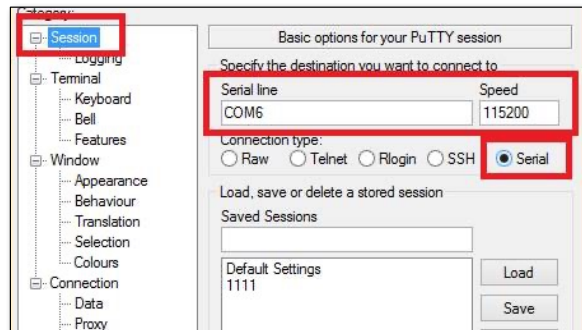 Category:
Session
Logging
Terminal
Keyboard
Bell
Features
Window
Appearance
Behaviour
Translation
Selection
Colours
Connection
Data
Proxy
Basic options for your PuTTY session
Specify the destination you want to connect to
Serial line Speed
COM6 115200
Connection type:
Raw Telnet Rlogin SSH Serial
Load, save or delete a stored session
Saved Sessions
Default Settings
1111
Load
Save